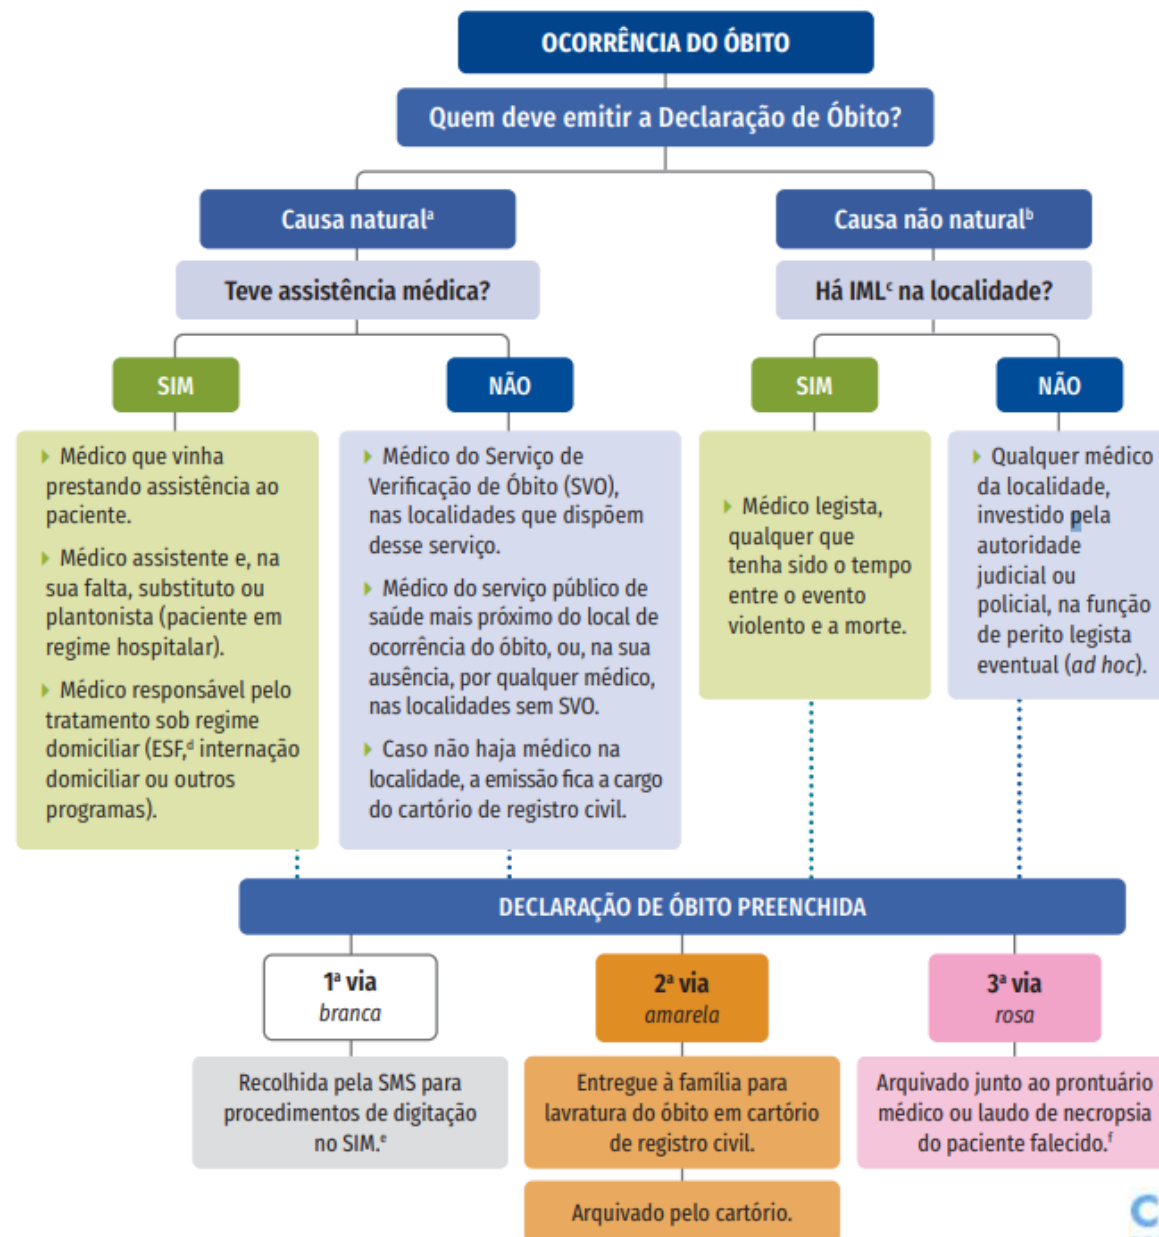 OCORRÊNCIA DO ÓBITO
Quem deve emitir a Declaração de Óbito?
Causa naturalᵃ
Teve assistência médica?
SIM
▸ Médico que vinha
prestando assistência ao
paciente.
▸ Médico assistente e, na
sua falta, substituto ou
plantonista (paciente em
regime hospitalar).
▸ Médico responsável pelo
tratamento sob regime
domiciliar (ESF,ᵈ internação
domiciliar ou outros
programas).
NÃO
▸ Médico do Serviço de
Verificação de Óbito (SVO),
nas localidades que dispõem
desse serviço.
▸ Médico do serviço público de
saúde mais próximo do local de
ocorrência do óbito, ou, na sua
ausência, por qualquer médico,
nas localidades sem SVO.
▸ Caso não haja médico na
localidade, a emissão fica a cargo
do cartório de registro civil.
Causa não naturalᵇ
Há IMLᶜ na localidade?
SIM
▸ Médico legista,
qualquer que
tenha sido o tempo
entre o evento
violento e a morte.
NÃO
▸ Qualquer médico
da localidade,
investido pela
autoridade
judicial ou
policial, na função
de perito legista
eventual (ad hoc).
DECLARAÇÃO DE ÓBITO PREENCHIDA
1ª via
branca
Recolhida pela SMS para
procedimentos de digitação
no SIM.ᵉ
2ª via
amarela
Entregue à família para
lavratura do óbito em cartório
de registro civil.
Arquivado pelo cartório.
3ª via
rosa
Arquivado junto ao prontuário
médico ou laudo de necropsia
do paciente falecido.ᶠ
C